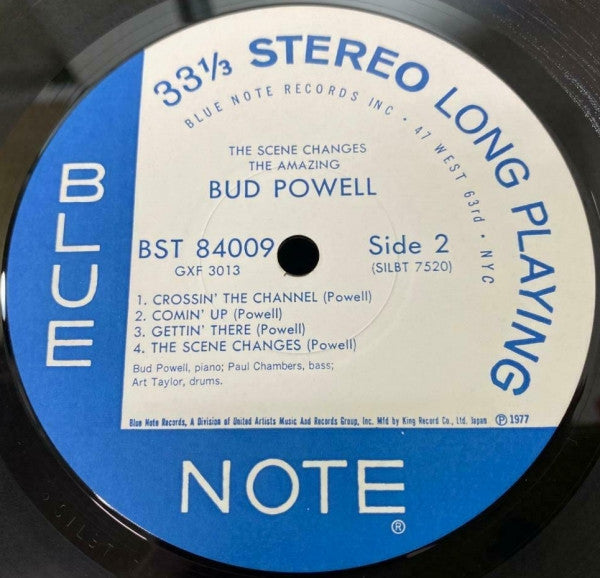 33⅓ STEREO LONG PLAYING
BLUE NOTE RECORDS INC • 47 WEST 63rd • NYC
THE SCENE CHANGES
THE AMAZING
BUD POWELL
BST 84009
GXF 3013
Side 2
(SILBT 7520)
1. CROSSIN' THE CHANNEL (Powell)
2. COMIN' UP (Powell)
3. GETTIN' THERE (Powell)
4. THE SCENE CHANGES (Powell)
Bud Powell, piano; Paul Chambers, bass;
Art Taylor, drums.
Blue Note Records, A Division of United Artists Music And Records Group, Inc. Mfd by King Record Co., Ltd. Japan ℗ 1977
BLUE
NOTE®